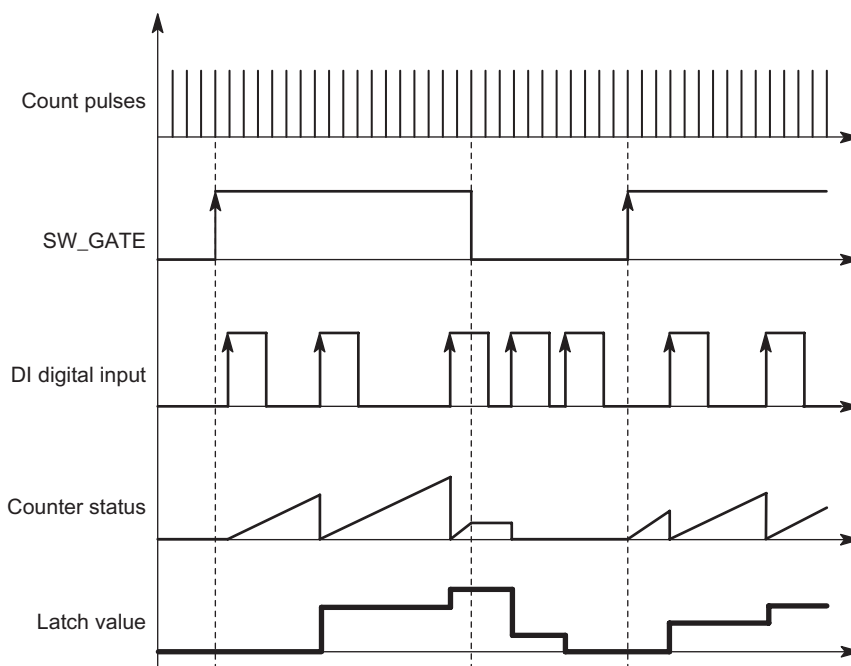 Count pulses
SW_GATE
DI digital input
Counter status
Latch value